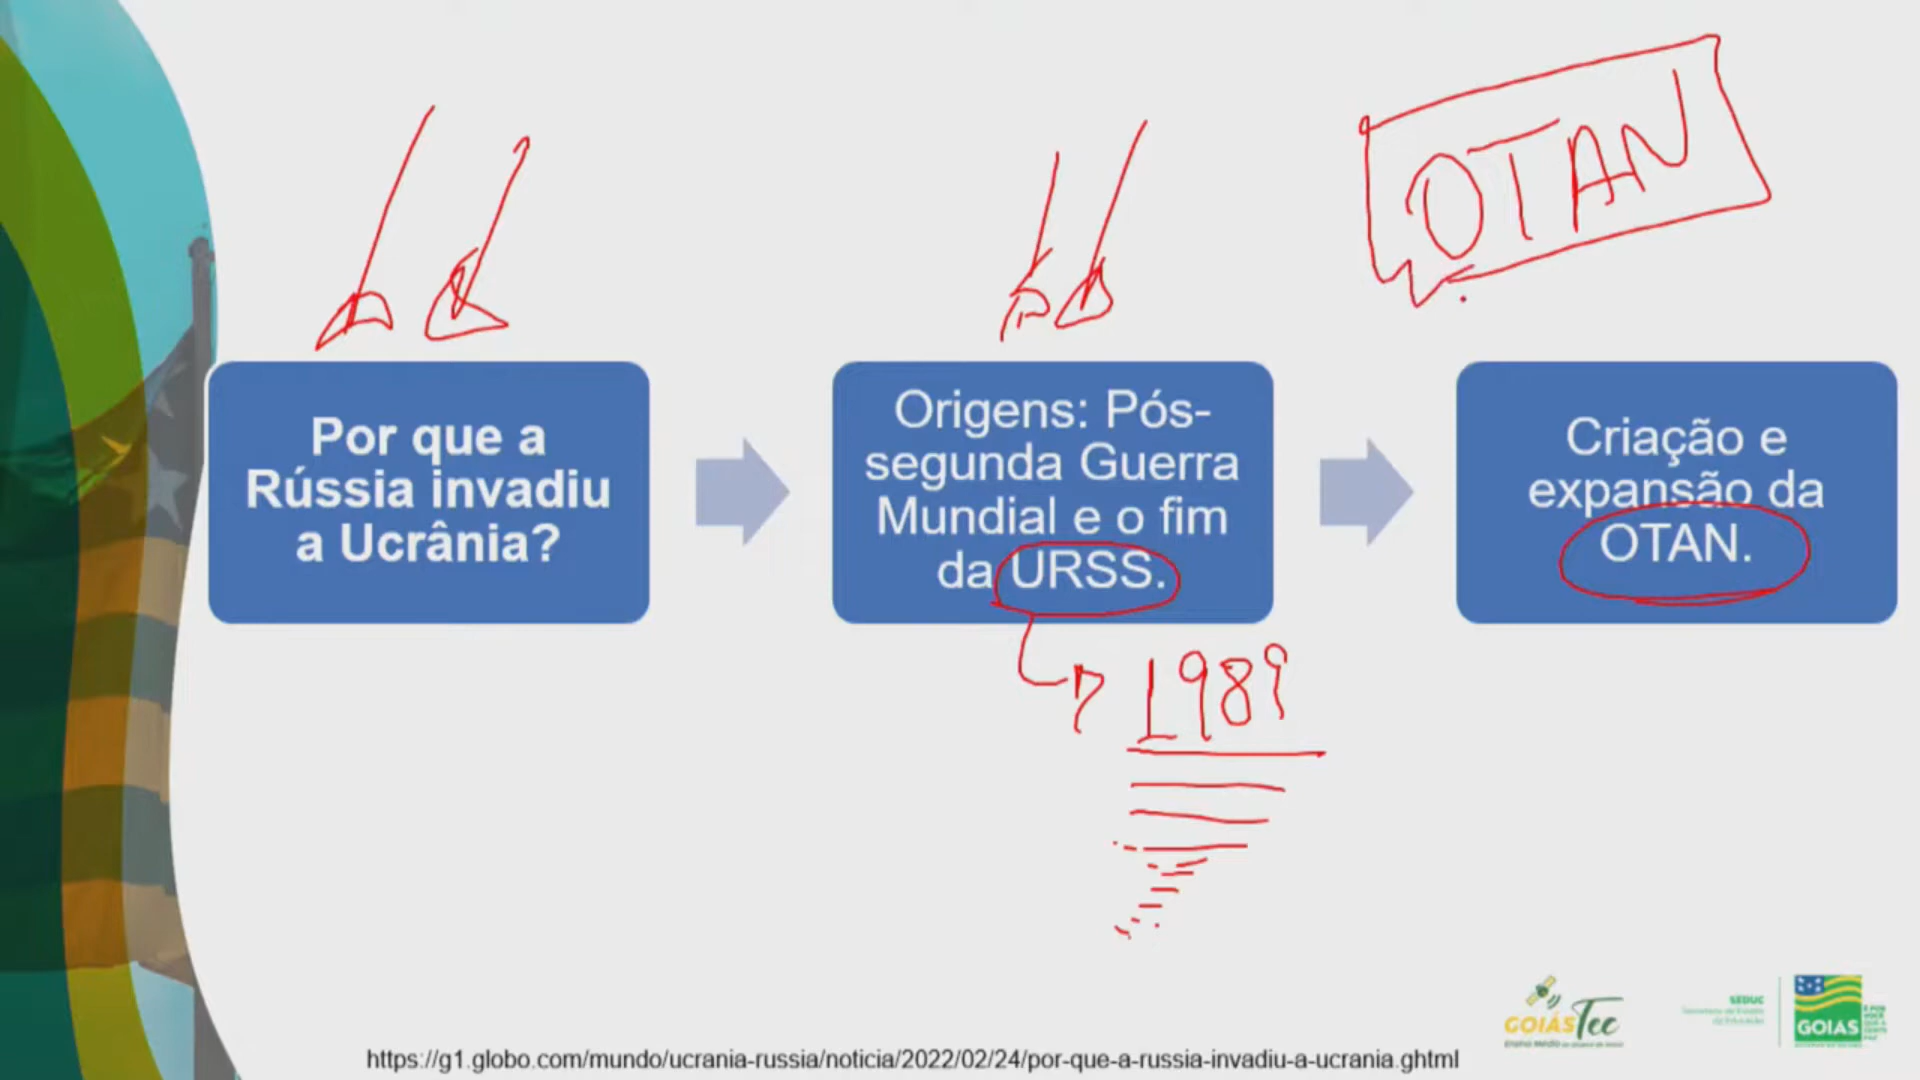 OTAN
Por que a
Rússia invadiu
a Ucrânia?
Origens: Pós-
segunda Guerra
Mundial e o fim
da URSS.
Criação e
expansão da
OTAN.
1989
GOIÁSTec
SEDUC
GOIÁS
https://g1.globo.com/mundo/ucrania-russia/noticia/2022/02/24/por-que-a-russia-invadiu-a-ucrania.ghtml